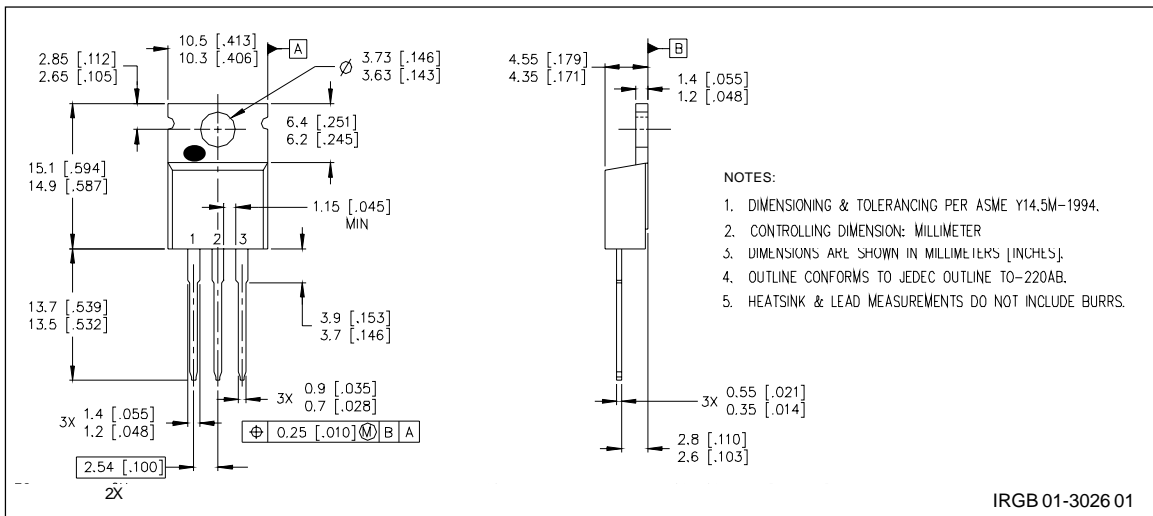 10.5 [.413]
10.3 [.406]
A
2.85 [.112]
2.65 [.105]
Ø 3.73 [.146]
3.63 [.143]
6.4 [.251]
6.2 [.245]
15.1 [.594]
14.9 [.587]
1.15 [.045]
MIN
1 2 3
13.7 [.539]
13.5 [.532]
3.9 [.153]
3.7 [.146]
3X 0.9 [.035]
0.7 [.028]
3X 1.4 [.055]
1.2 [.048]
⌖ 0.25 [.010] Ⓜ B A
2.54 [.100]
2X
4.55 [.179]
4.35 [.171]
B
1.4 [.055]
1.2 [.048]
3X 0.55 [.021]
0.35 [.014]
2.8 [.110]
2.6 [.103]
NOTES:
1. DIMENSIONING & TOLERANCING PER ASME Y14.5M-1994.
2. CONTROLLING DIMENSION: MILLIMETER
3. DIMENSIONS ARE SHOWN IN MILLIMETERS [INCHES].
4. OUTLINE CONFORMS TO JEDEC OUTLINE TO-220AB.
5. HEATSINK & LEAD MEASUREMENTS DO NOT INCLUDE BURRS.
IRGB 01-3026 01